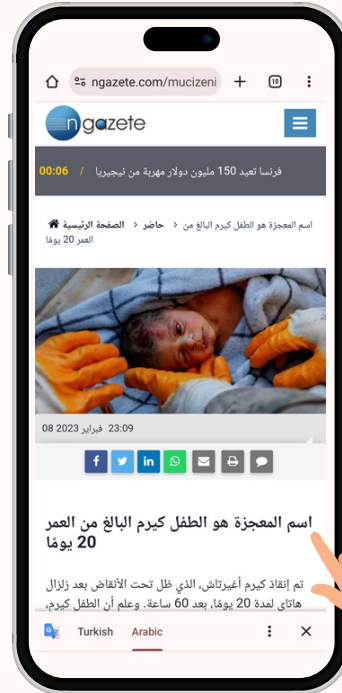 ngazete.com/mucizeni
10
ngazete
فرنسا تعيد 150 مليون دولار مهربة من نيجيريا / 00:06
الصفحة الرئيسية > حاضر > اسم المعجزة هو الطفل كيرم البالغ من
العمر 20 يومًا
23:09 08 فبراير 2023
اسم المعجزة هو الطفل كيرم البالغ من العمر
20 يومًا
تم إنقاذ كيرم أغيرتاش، الذي ظل تحت الأنقاض بعد زلزال
هاتاي لمدة 20 يومًا، بعد 60 ساعة. وعلم أن الطفل كيرم،
Turkish Arabic